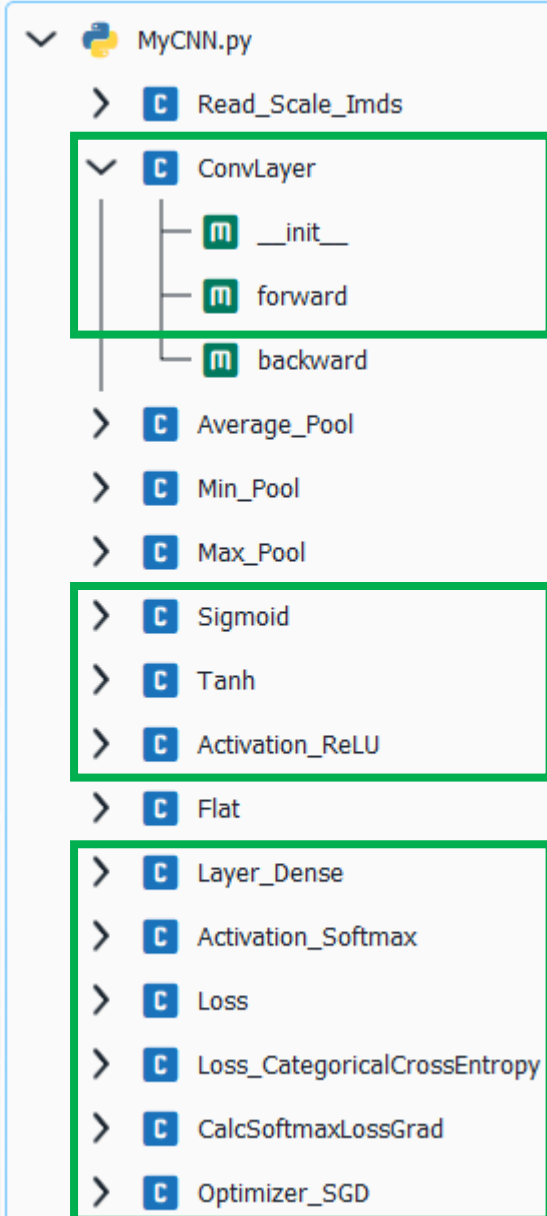 MyCNN.py
C Read_Scale_Imds
C ConvLayer
m __init__
m forward
m backward
C Average_Pool
C Min_Pool
C Max_Pool
C Sigmoid
C Tanh
C Activation_ReLU
C Flat
C Layer_Dense
C Activation_Softmax
C Loss
C Loss_CategoricalCrossEntropy
C CalcSoftmaxLossGrad
C Optimizer_SGD